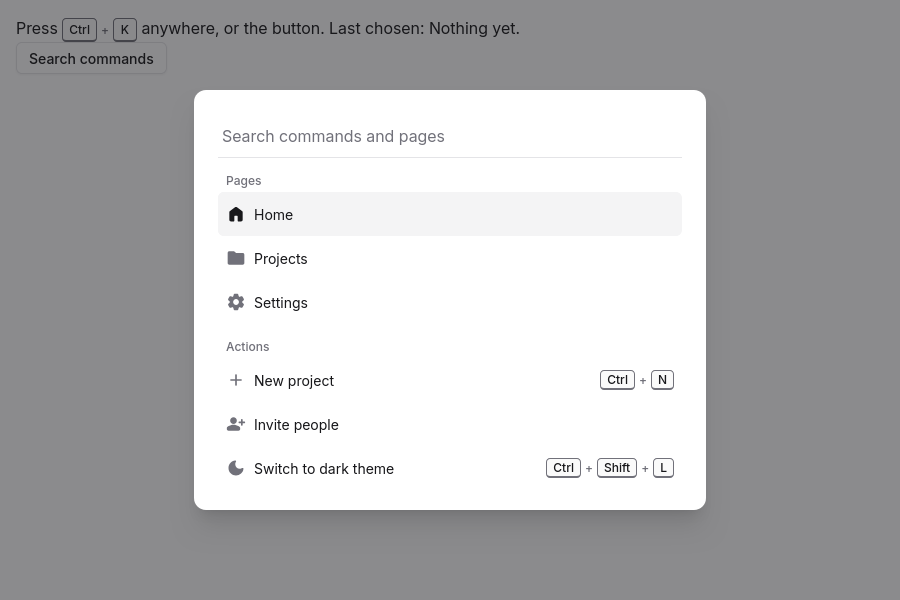 Press Ctrl + K anywhere, or the button. Last chosen: Nothing yet.
Search commands
Search commands and pages
Pages
Home
Projects
Settings
Actions
New project Ctrl + N
Invite people
Switch to dark theme Ctrl + Shift + L